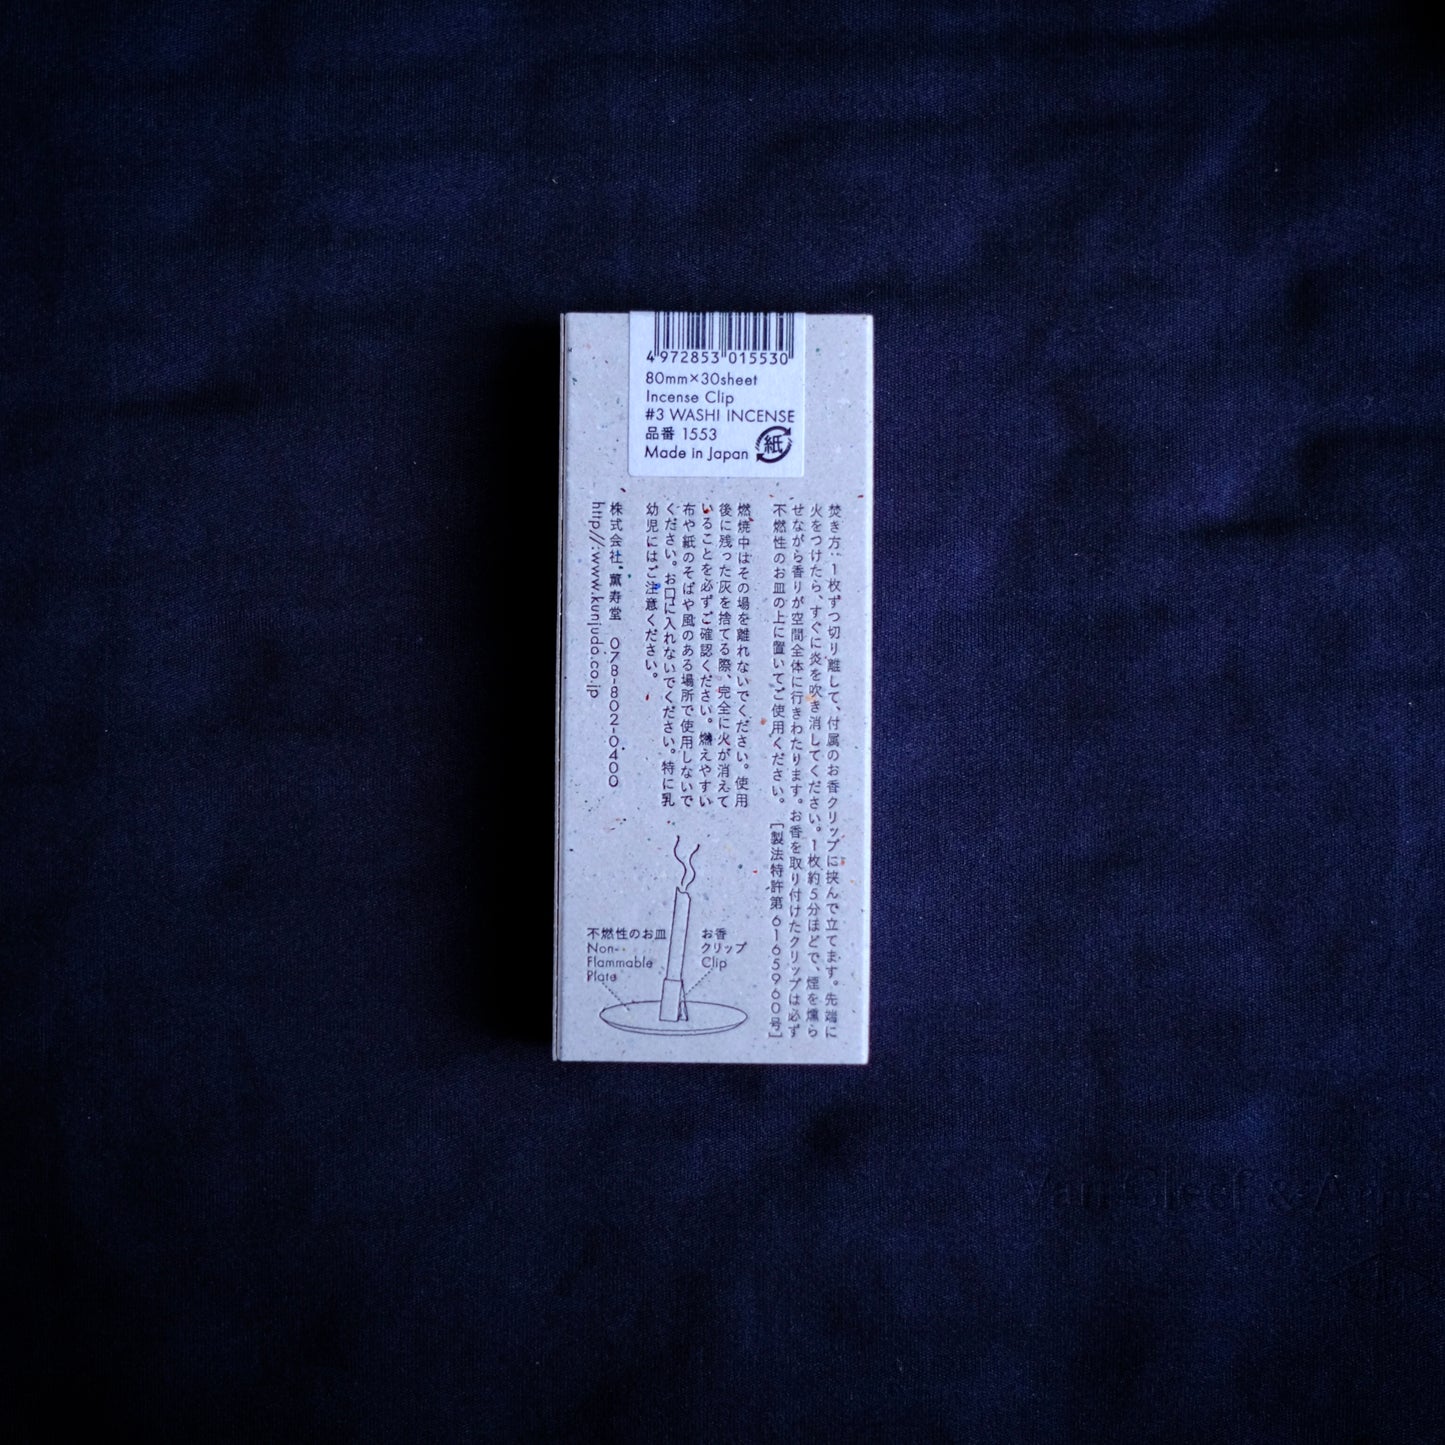 4 972853 015530
80mm×30sheet
Incense Clip
#3 WASHI INCENSE
品番 1553
Made in Japan
紙
焚き方：1枚ずつ切り離して、付属のお香クリップに挟んで立てます。先端に
火をつけたら、すぐに炎を吹き消してください。1枚約5分ほどで、煙を燻ら
せながら香りが空間全体に行きわたります。お香を取り付けたクリップは必ず
不燃性のお皿の上に置いてご使用ください。［製法特許第6165960号］
燃焼中はその場を離れないでください。使用
後に残った灰を捨てる際、完全に火が消えて
いることを必ずご確認ください。燃えやすい
布や紙のそばや風のある場所で使用しないで
ください。お口に入れないでください。特に乳
幼児にはご注意ください。
株式会社 薫寿堂 078-802-0400
http//:www.kunjudo.co.jp
不燃性のお皿
Non-
Flammable
Plate
お香
クリップ
Clip
Van Cleef & Arpe